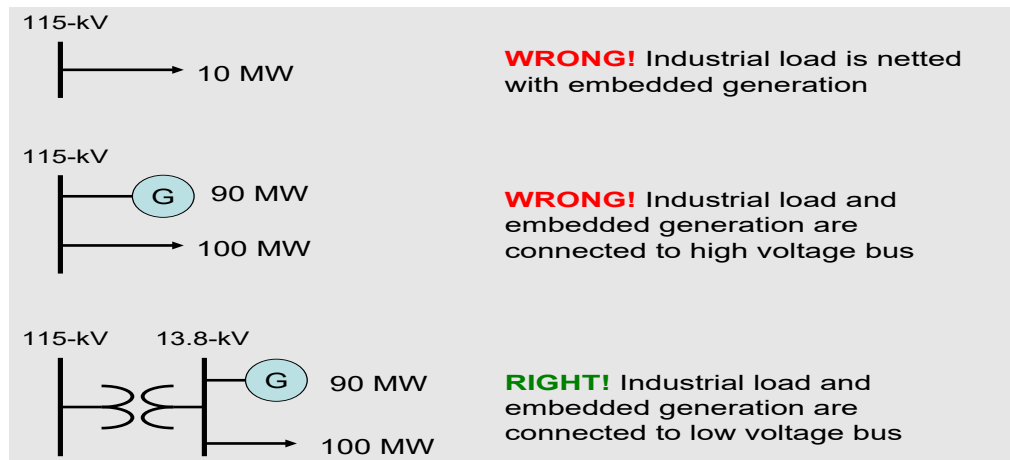 115-kV
10 MW
WRONG! Industrial load is netted
with embedded generation
115-kV
G 90 MW
100 MW
WRONG! Industrial load and
embedded generation are
connected to high voltage bus
115-kV 13.8-kV
G 90 MW
100 MW
RIGHT! Industrial load and
embedded generation are
connected to low voltage bus